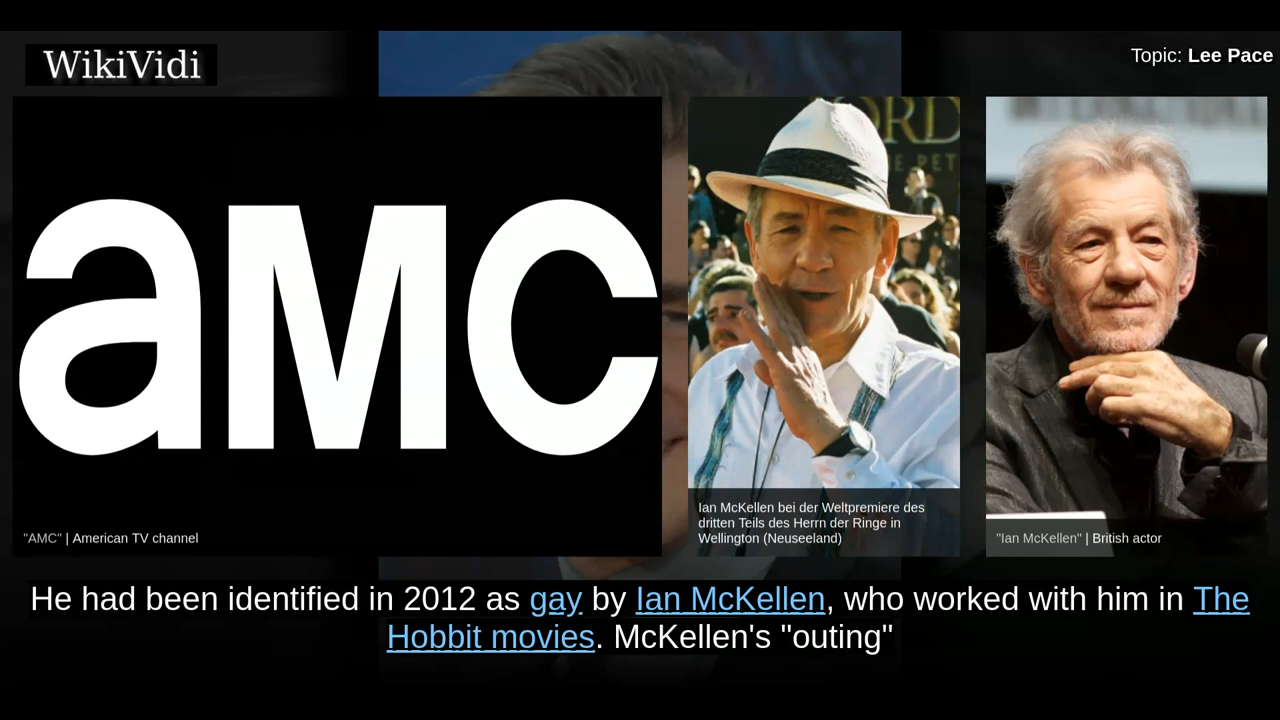 WikiVidi
Topic: Lee Pace
ORD
E PET
amc
"AMC" | American TV channel
Ian McKellen bei der Weltpremiere des
dritten Teils des Herrn der Ringe in
Wellington (Neuseeland)
"Ian McKellen" | British actor
He had been identified in 2012 as gay by Ian McKellen, who worked with him in The
Hobbit movies. McKellen's "outing"